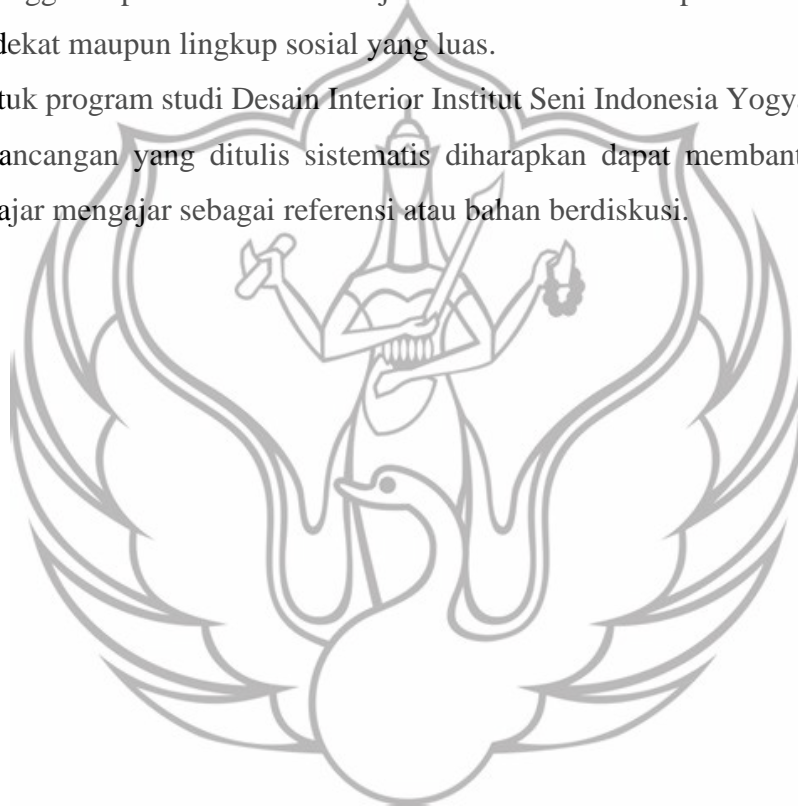 dekat maupun lingkup sosial yang luas.
tuk program studi Desain Interior Institut Seni Indonesia Yogy
ancangan yang ditulis sistematis diharapkan dapat membant
ajar mengajar sebagai referensi atau bahan berdiskusi.